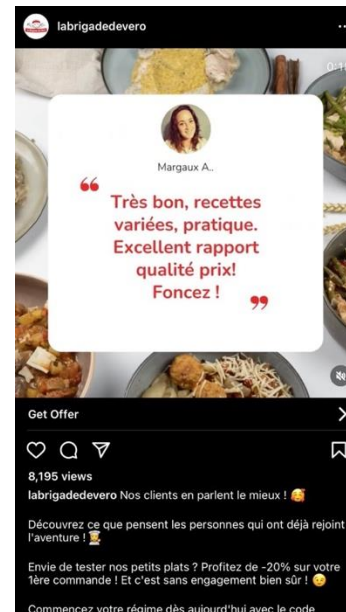 labrigadedevero
Margaux A..
“
Très bon, recettes
variées, pratique.
Excellent rapport
qualité prix!
Foncez !
”
Get Offer
8,195 views
labrigadedevero Nos clients en parlent le mieux ! 🥰
Découvrez ce que pensent les personnes qui ont déjà rejoint
l'aventure ! 👩‍🍳
Envie de tester nos petits plats ? Profitez de -20% sur votre
1ère commande ! Et c'est sans engagement bien sûr ! 😉
Commencez votre régime dès aujourd'hui avec le code